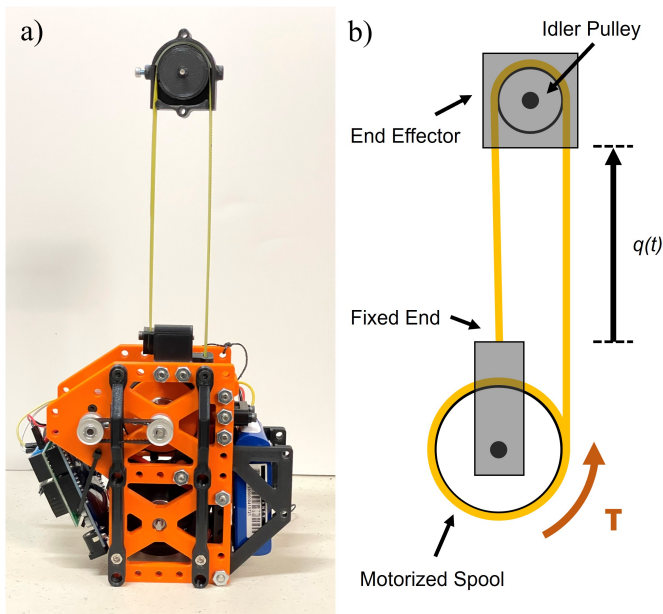 a)
b)
Idler Pulley
End Effector
q(t)
Fixed End
T
Motorized Spool